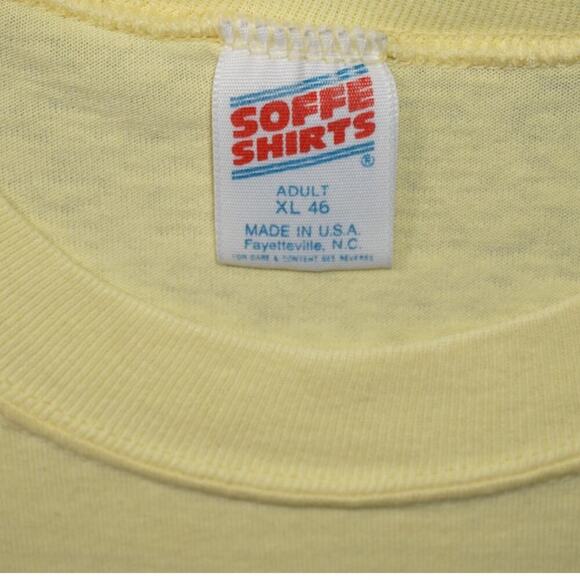 SOFFE
SHIRTS
®
ADULT
XL 46
MADE IN U.S.A.
Fayetteville, N.C.
FOR CARE & CONTENT SEE REVERSE